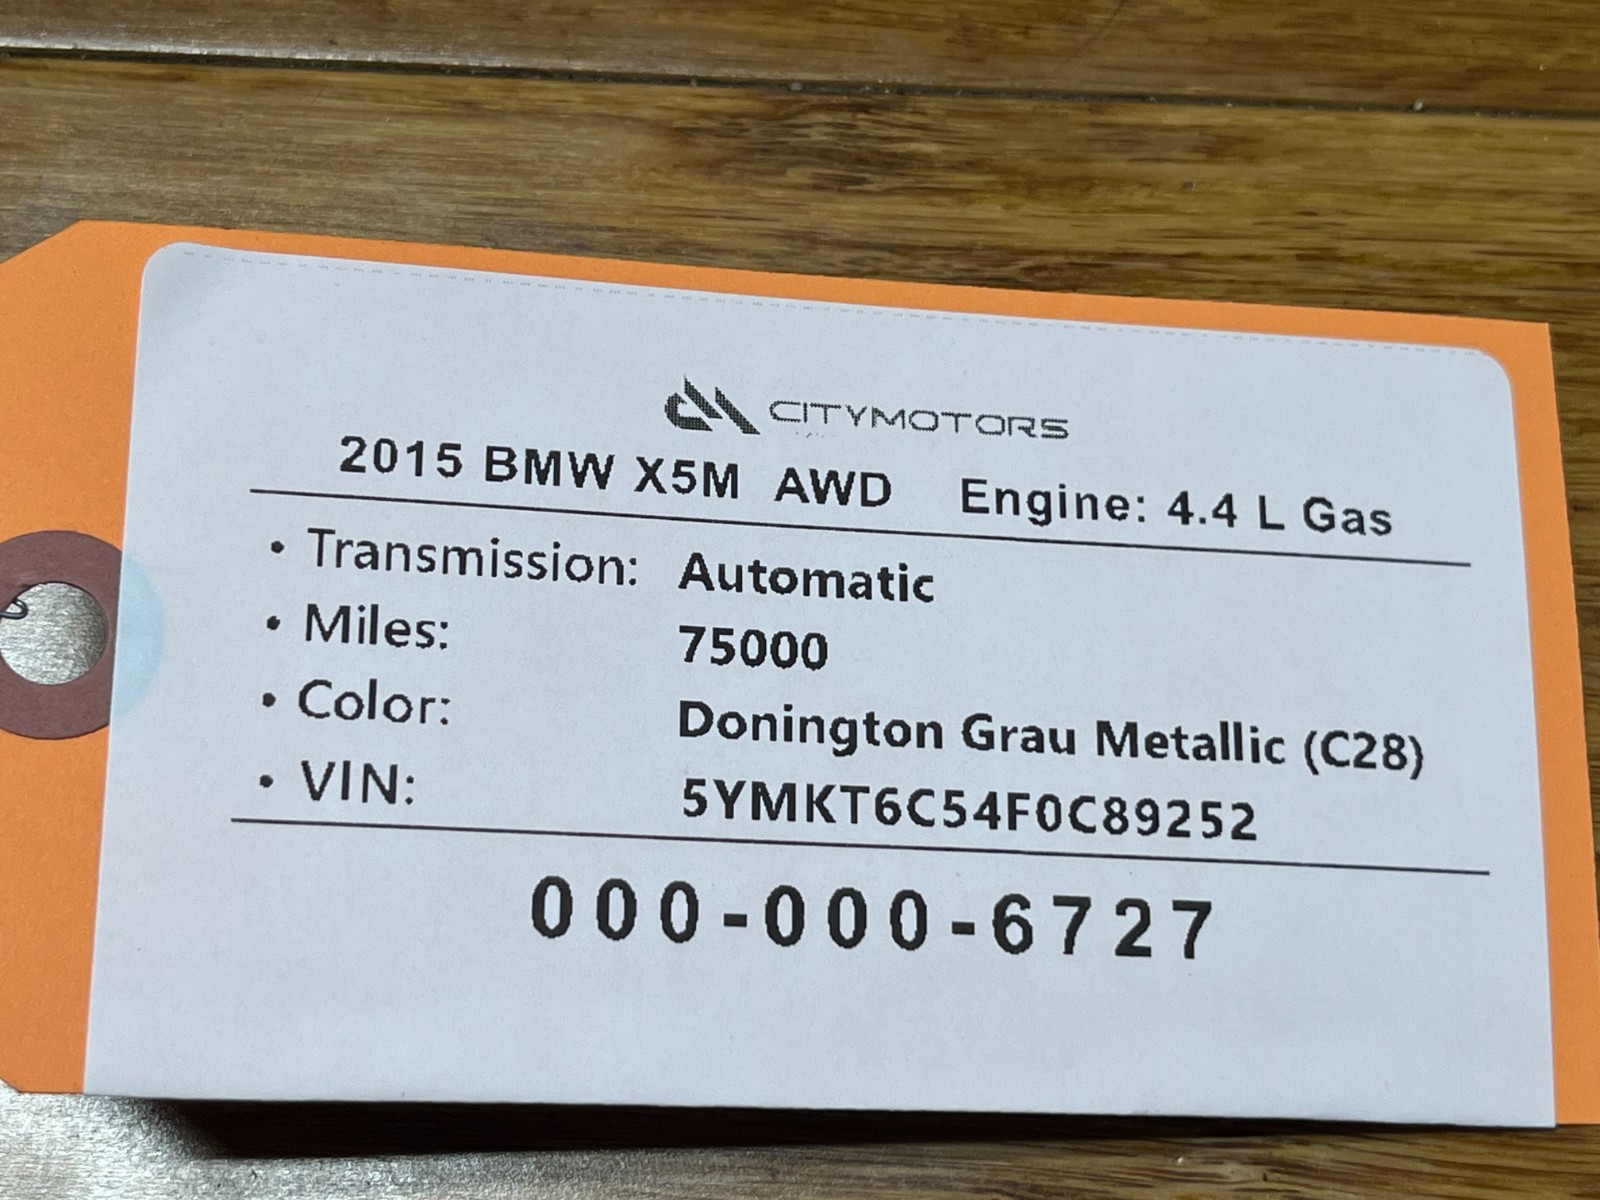 CITYMOTORS
2015 BMW X5M AWD Engine: 4.4 L Gas
• Transmission: Automatic
• Miles: 75000
• Color: Donington Grau Metallic (C28)
• VIN: 5YMKT6C54F0C89252
000-000-6727